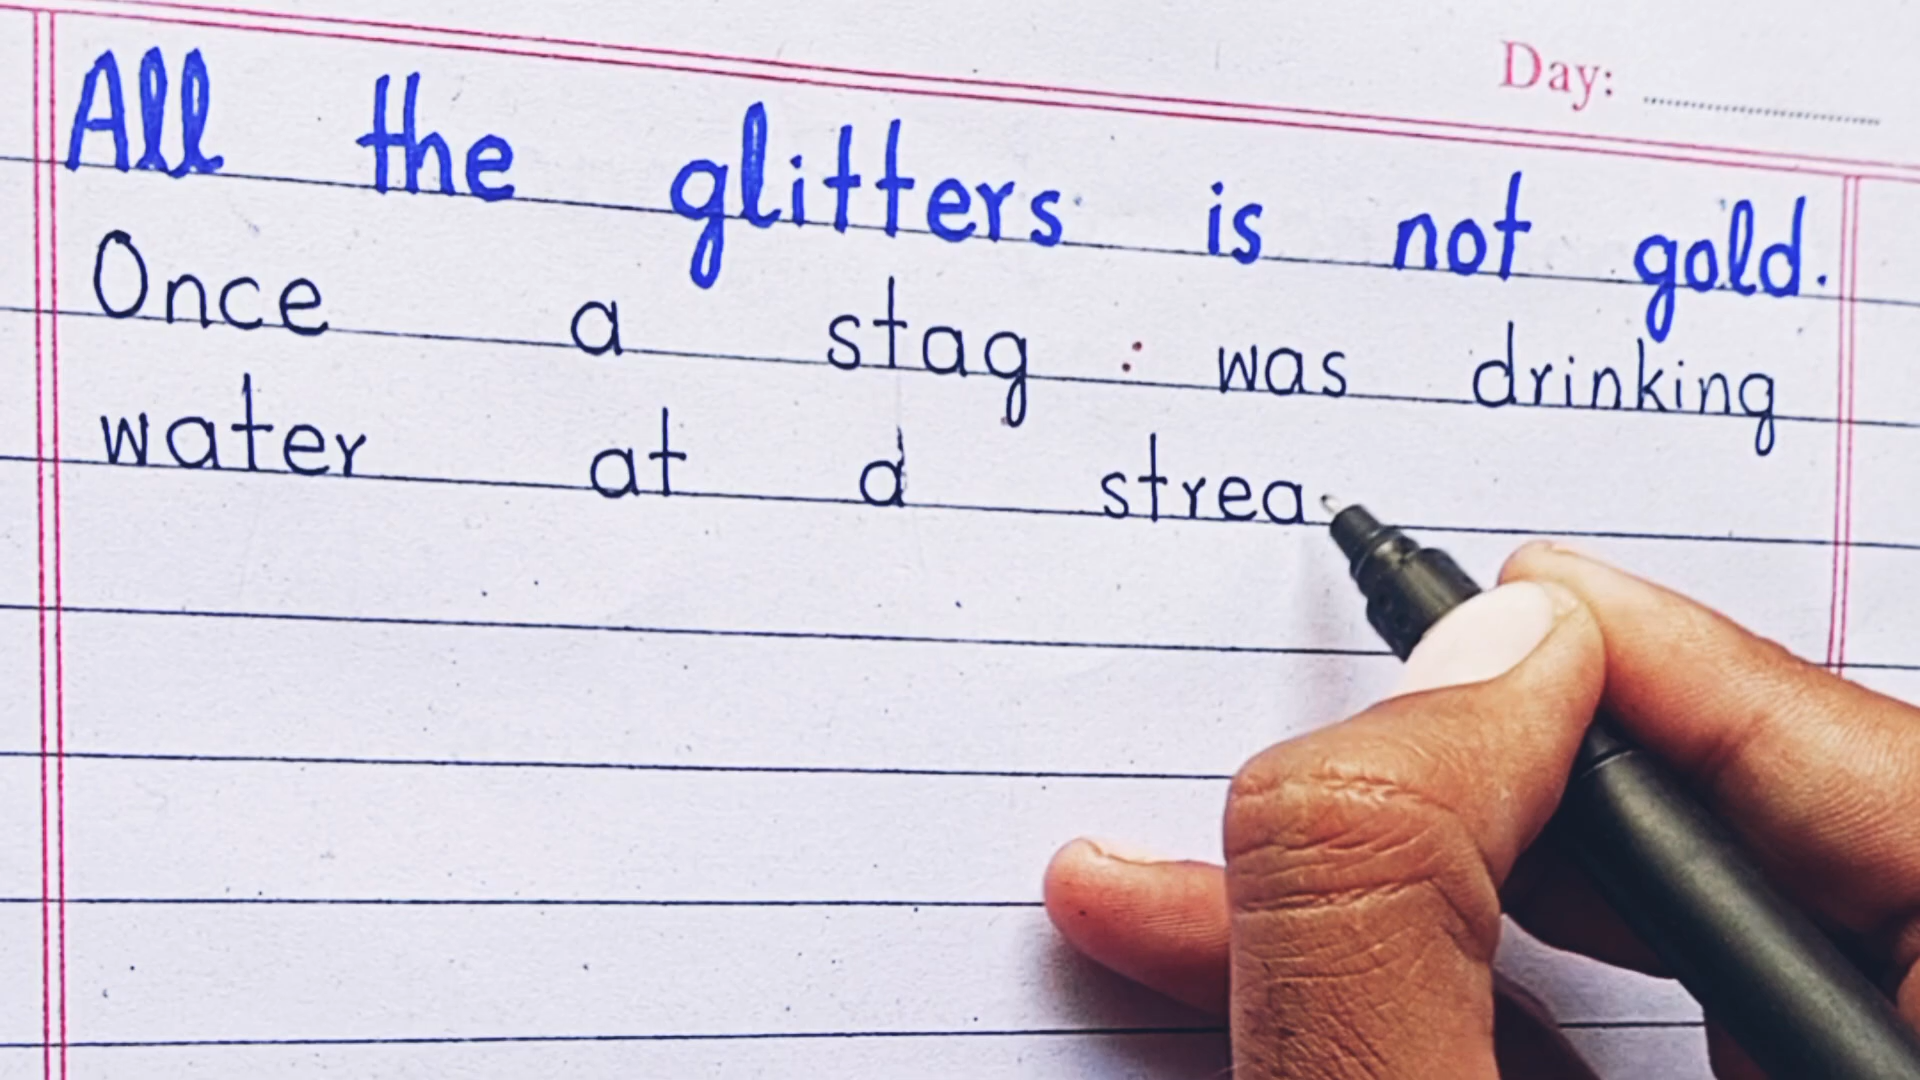 Day:
All the glitters is not gold.
Once a stag : was drinking
water at d strea